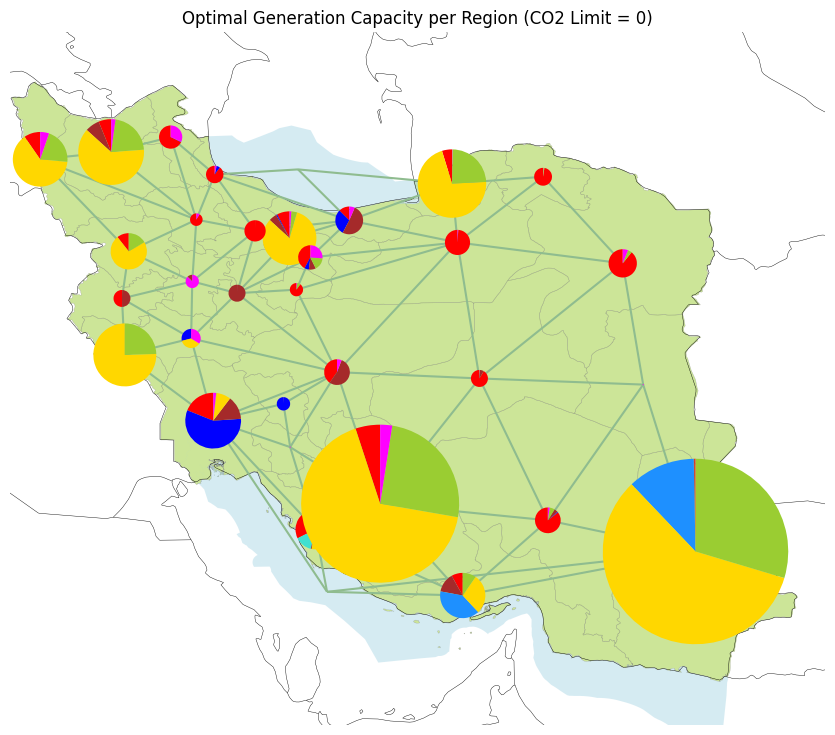 Optimal Generation Capacity per Region (CO2 Limit = 0)